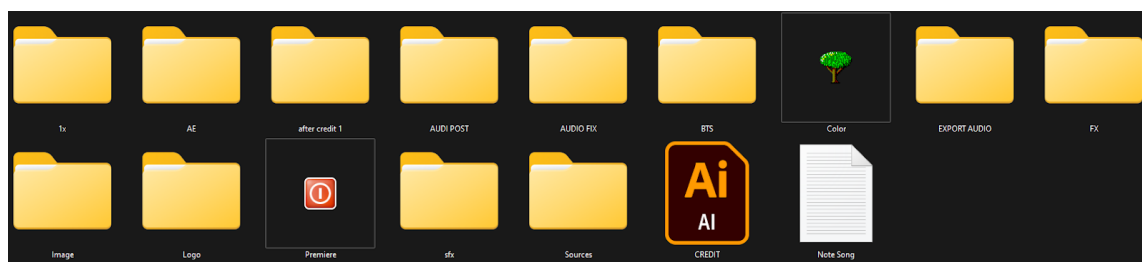 1x
AE
after credit 1
AUDI POST
AUDIO FIX
BTS
Color
EXPORT AUDIO
FX
Ai
AI
Image
Logo
Premiere
sfx
Sources
CREDIT
Note Song